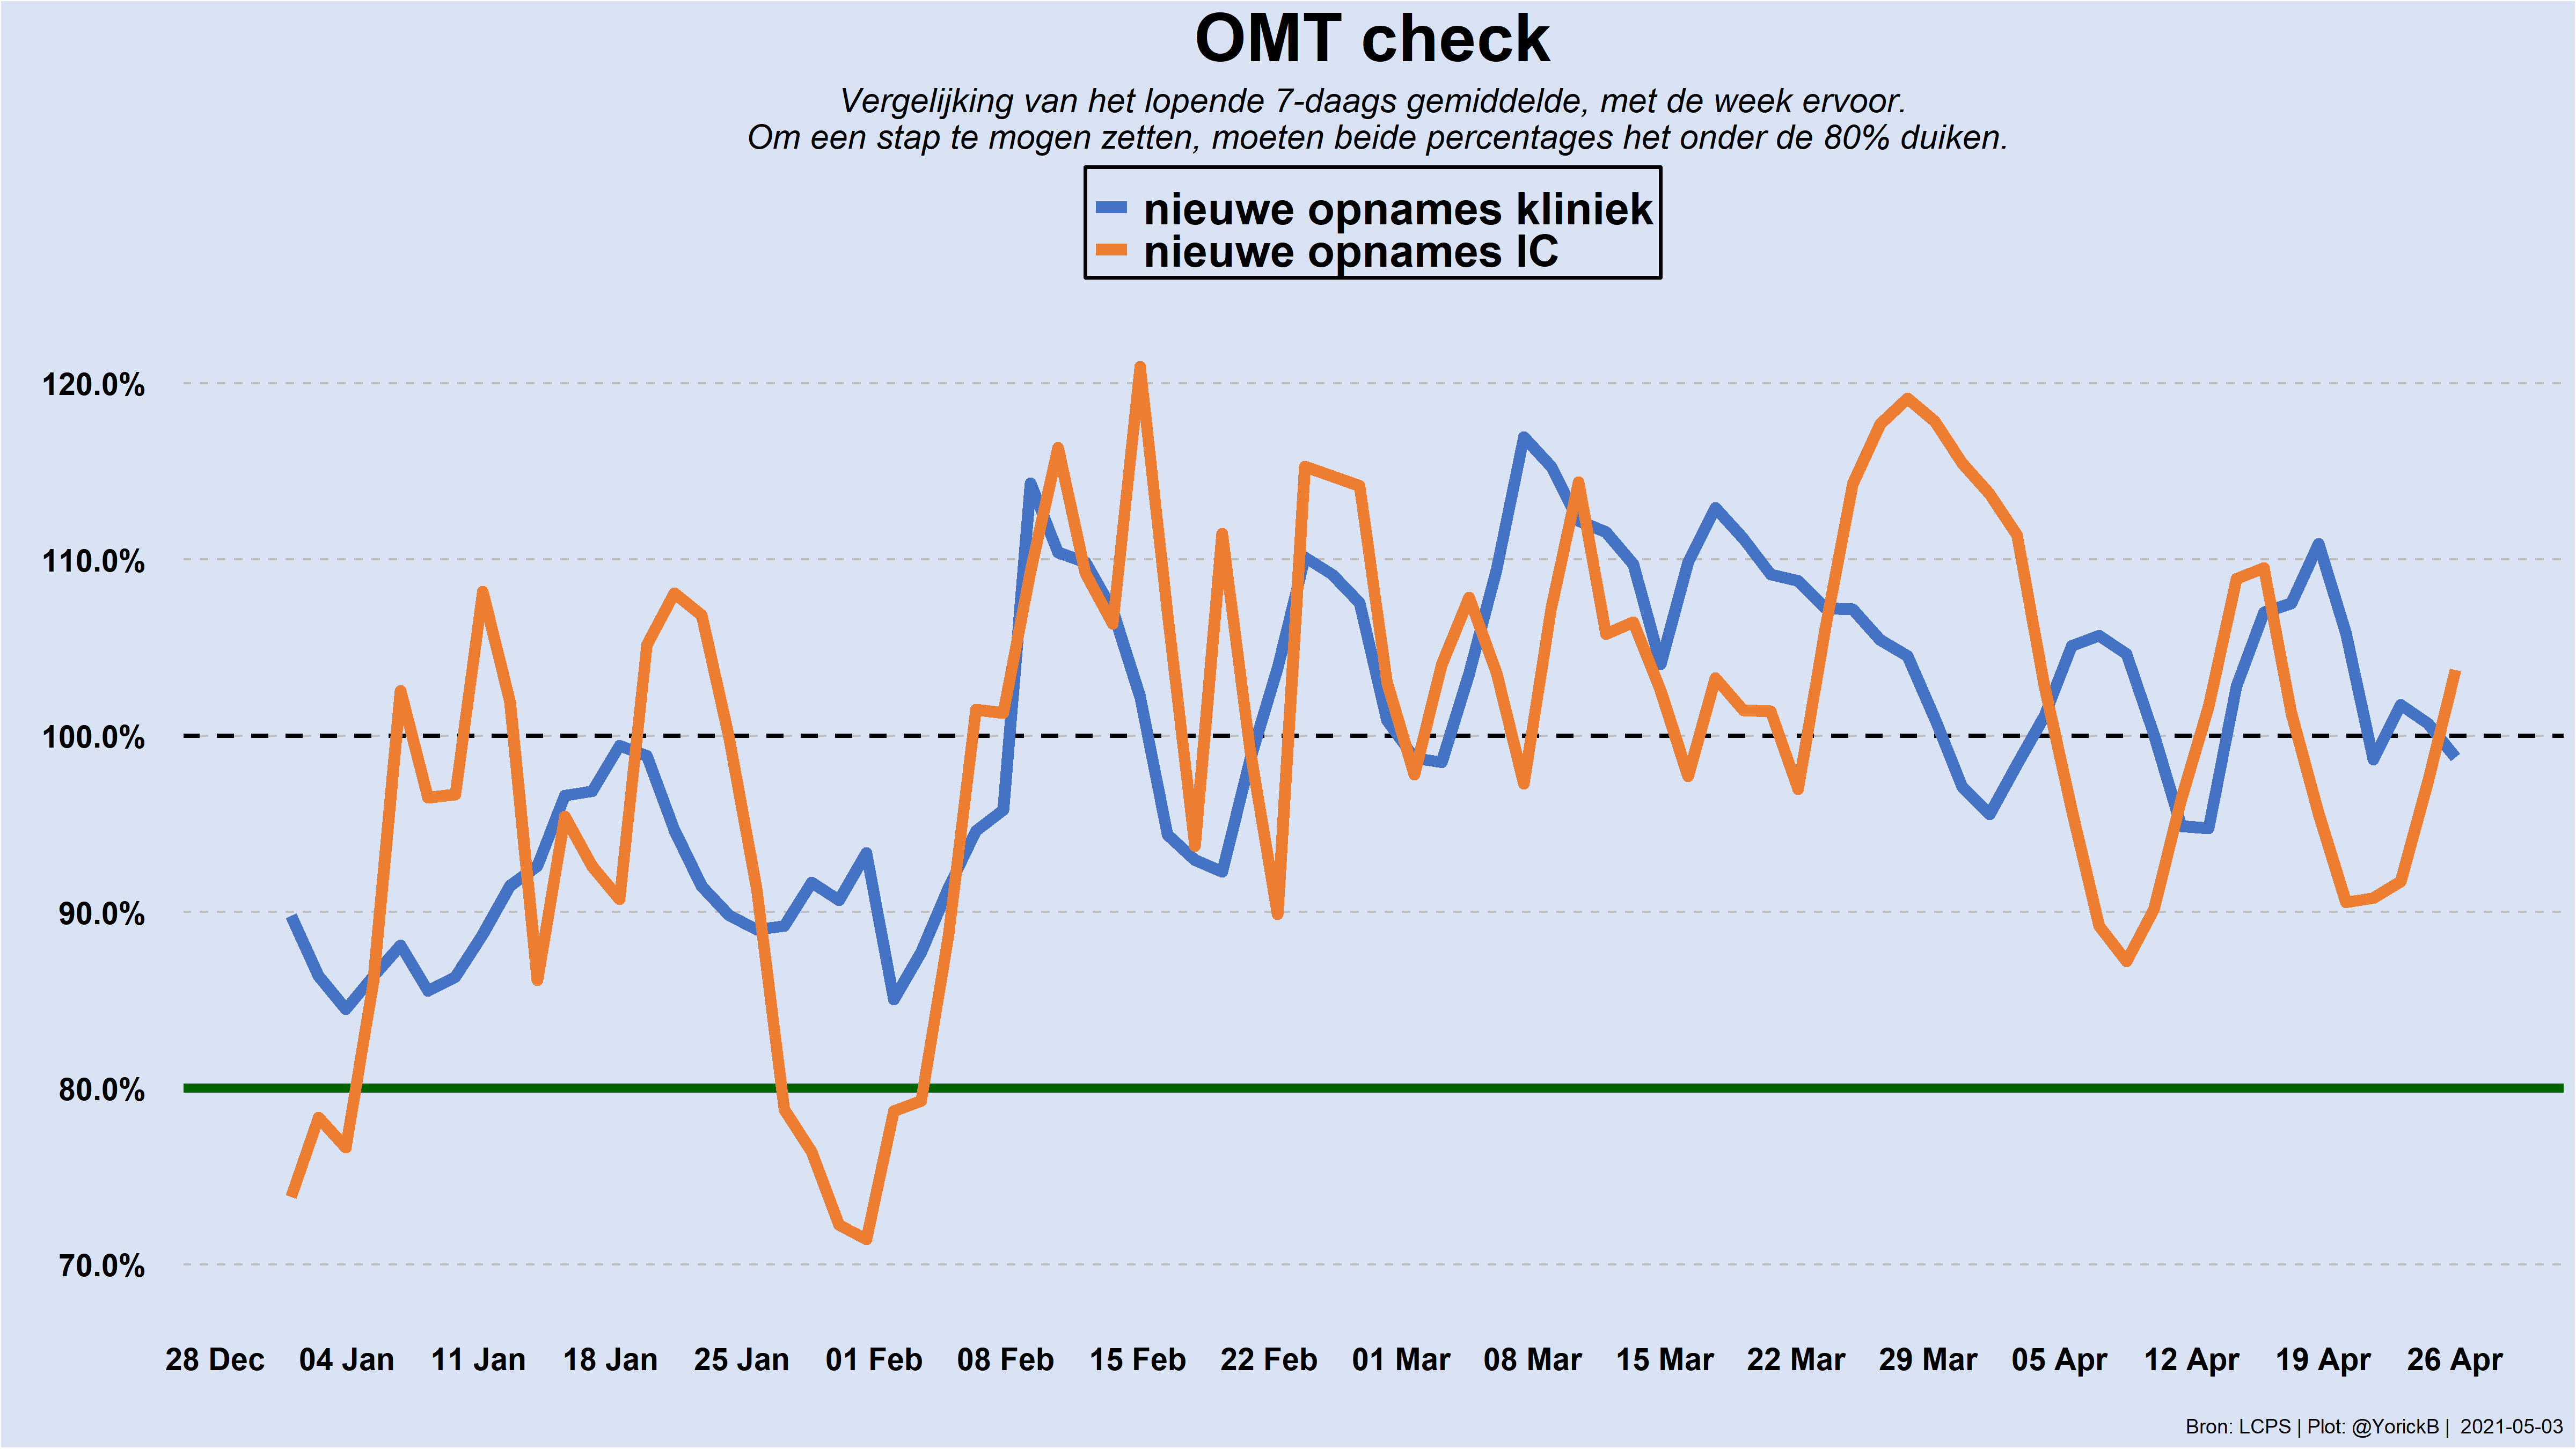 OMT check
Vergelijking van het lopende 7-daags gemiddelde, met de week ervoor.
Om een stap te mogen zetten, moeten beide percentages het onder de 80% duiken.
nieuwe opnames kliniek
nieuwe opnames IC
120.0%
110.0%
100.0%
90.0%
80.0%
70.0%
28 Dec 04 Jan 11 Jan 18 Jan 25 Jan 01 Feb 08 Feb 15 Feb 22 Feb 01 Mar 08 Mar 15 Mar 22 Mar 29 Mar 05 Apr 12 Apr 19 Apr 26 Apr
Bron: LCPS | Plot: @YorickB | 2021-05-03